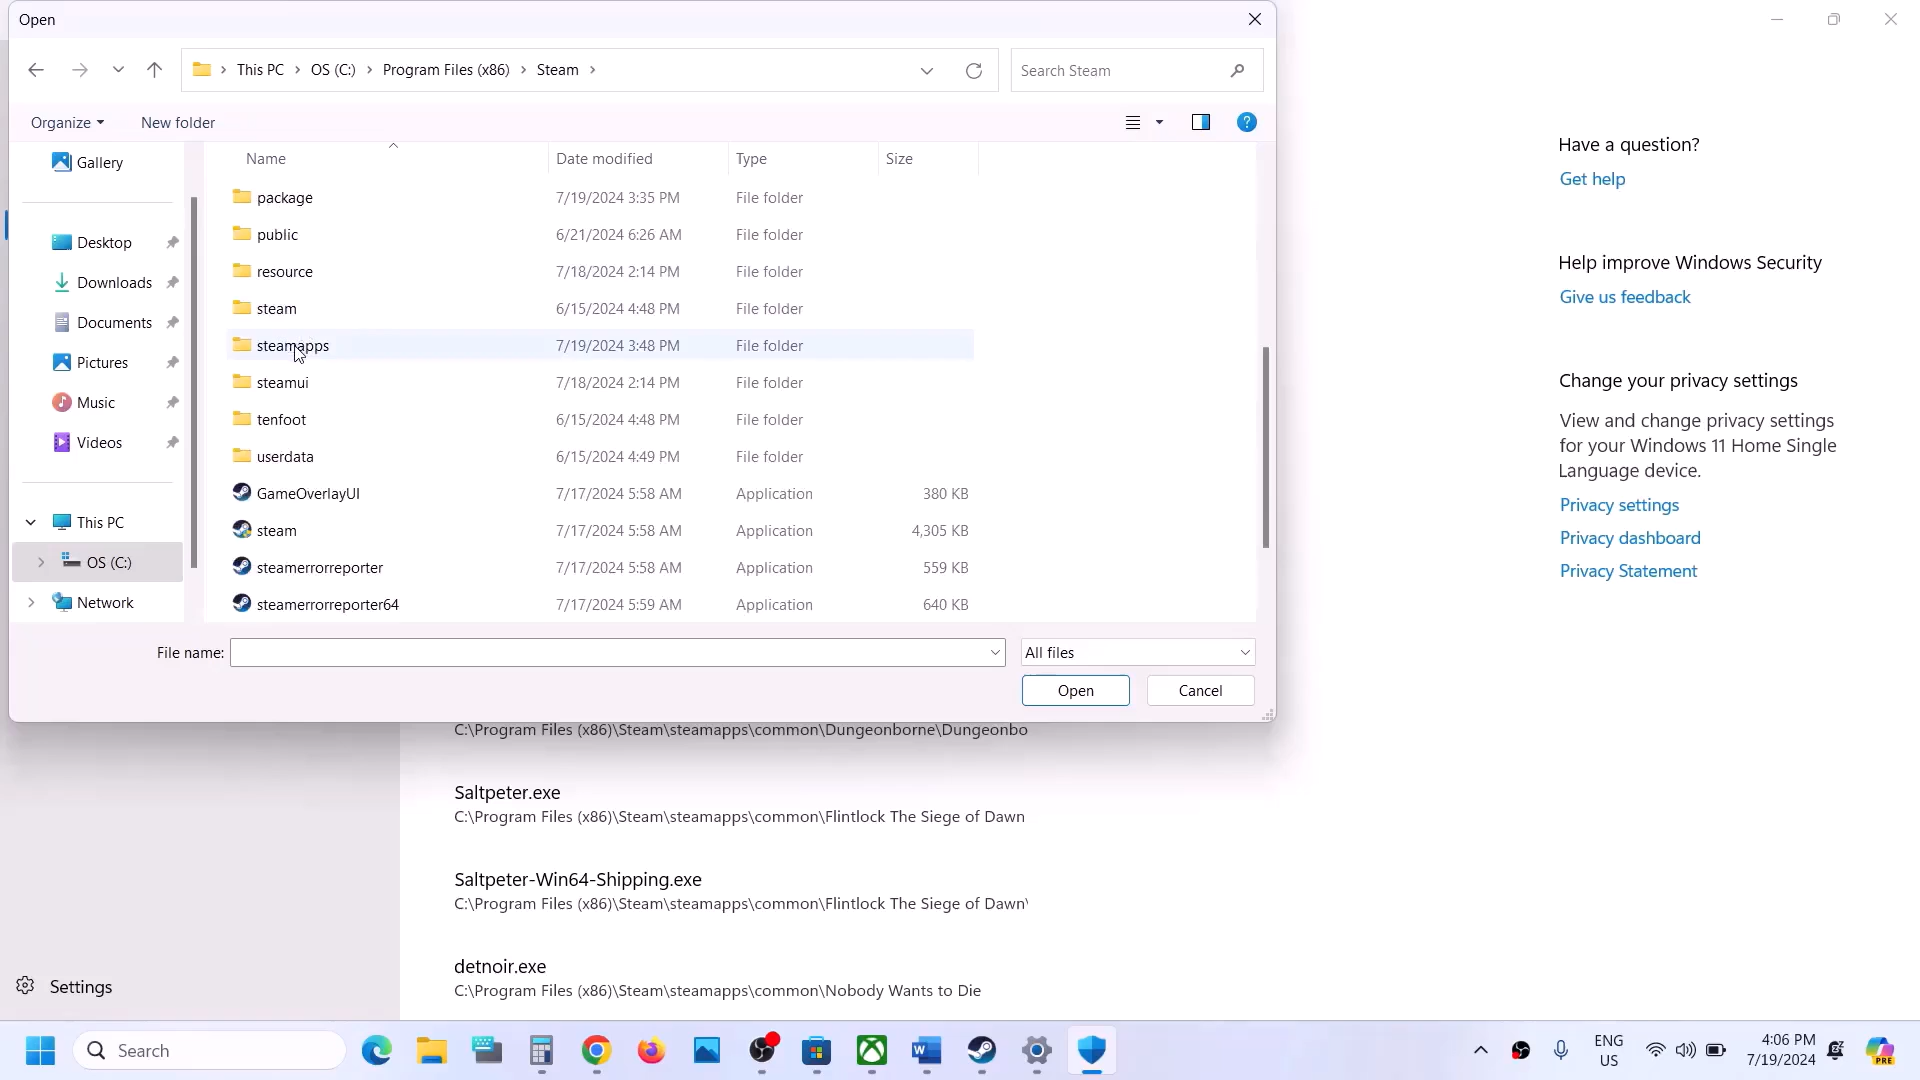 Open
This PC > OS (C:) > Program Files (x86) > Steam >
Search Steam
Organize
New folder
Name
Date modified
Type
Size
Gallery
Desktop
Downloads
Documents
Pictures
Music
Videos
This PC
OS (C:)
Network
package 7/19/2024 3:35 PM File folder
public 6/21/2024 6:26 AM File folder
resource 7/18/2024 2:14 PM File folder
steam 6/15/2024 4:48 PM File folder
steamapps 7/19/2024 3:48 PM File folder
steamui 7/18/2024 2:14 PM File folder
tenfoot 6/15/2024 4:48 PM File folder
userdata 6/15/2024 4:49 PM File folder
GameOverlayUI 7/17/2024 5:58 AM Application 380 KB
steam 7/17/2024 5:58 AM Application 4,305 KB
steamerrorreporter 7/17/2024 5:58 AM Application 559 KB
steamerrorreporter64 7/17/2024 5:59 AM Application 640 KB
File name:
All files
Open
Cancel
Have a question?
Get help
Help improve Windows Security
Give us feedback
Change your privacy settings
View and change privacy settings
for your Windows 11 Home Single
Language device.
Privacy settings
Privacy dashboard
Privacy Statement
C:\Program Files (x86)\Steam\steamapps\common\Dungeonborne\Dungeonbo
Saltpeter.exe
C:\Program Files (x86)\Steam\steamapps\common\Flintlock The Siege of Dawn
Saltpeter-Win64-Shipping.exe
C:\Program Files (x86)\Steam\steamapps\common\Flintlock The Siege of Dawn\
detnoir.exe
C:\Program Files (x86)\Steam\steamapps\common\Nobody Wants to Die
Settings
Search
ENG
US
4:06 PM
7/19/2024
PRE